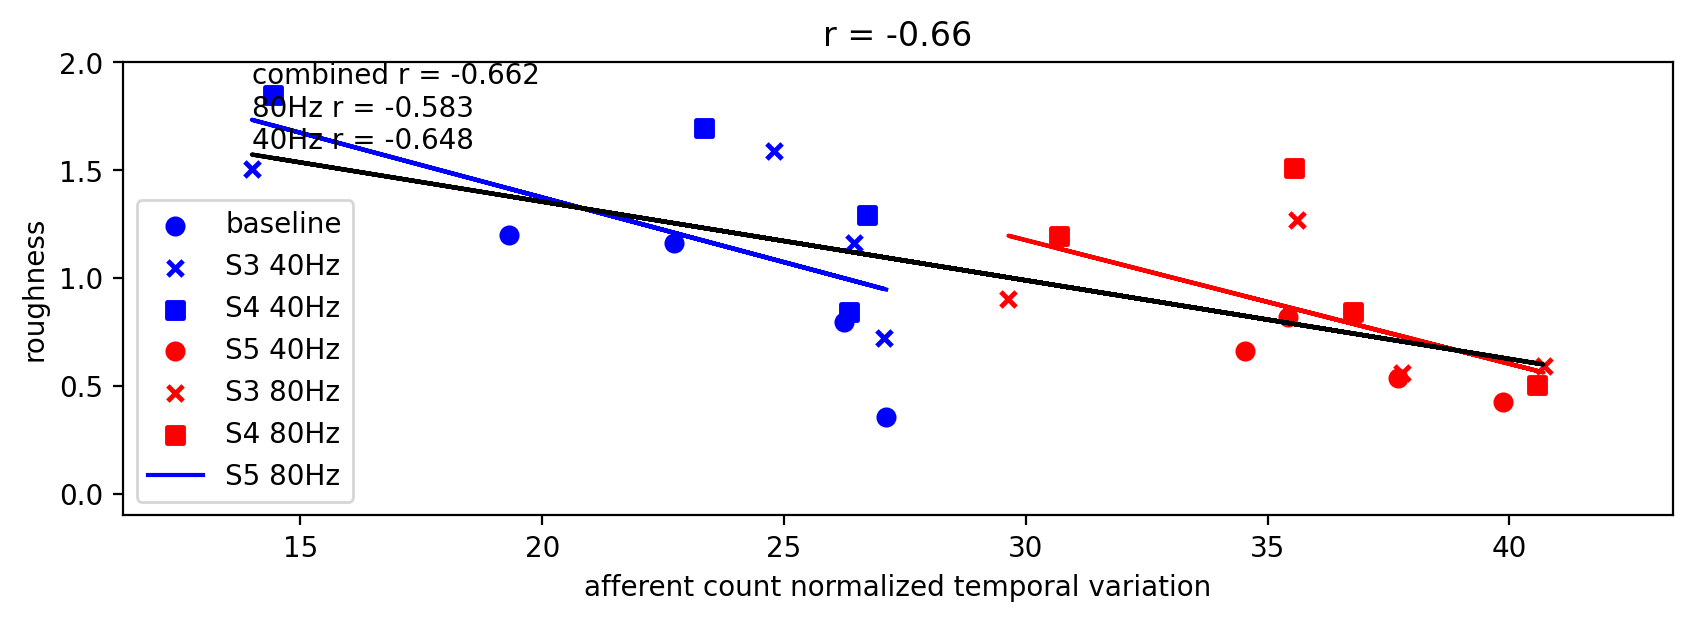 r = -0.66
combined r = -0.662
80Hz r = -0.583
40Hz r = -0.648
roughness
2.0
1.5
1.0
0.5
0.0
baseline
S3 40Hz
S4 40Hz
S5 40Hz
S3 80Hz
S4 80Hz
S5 80Hz
15 20 25 30 35 40
afferent count normalized temporal variation